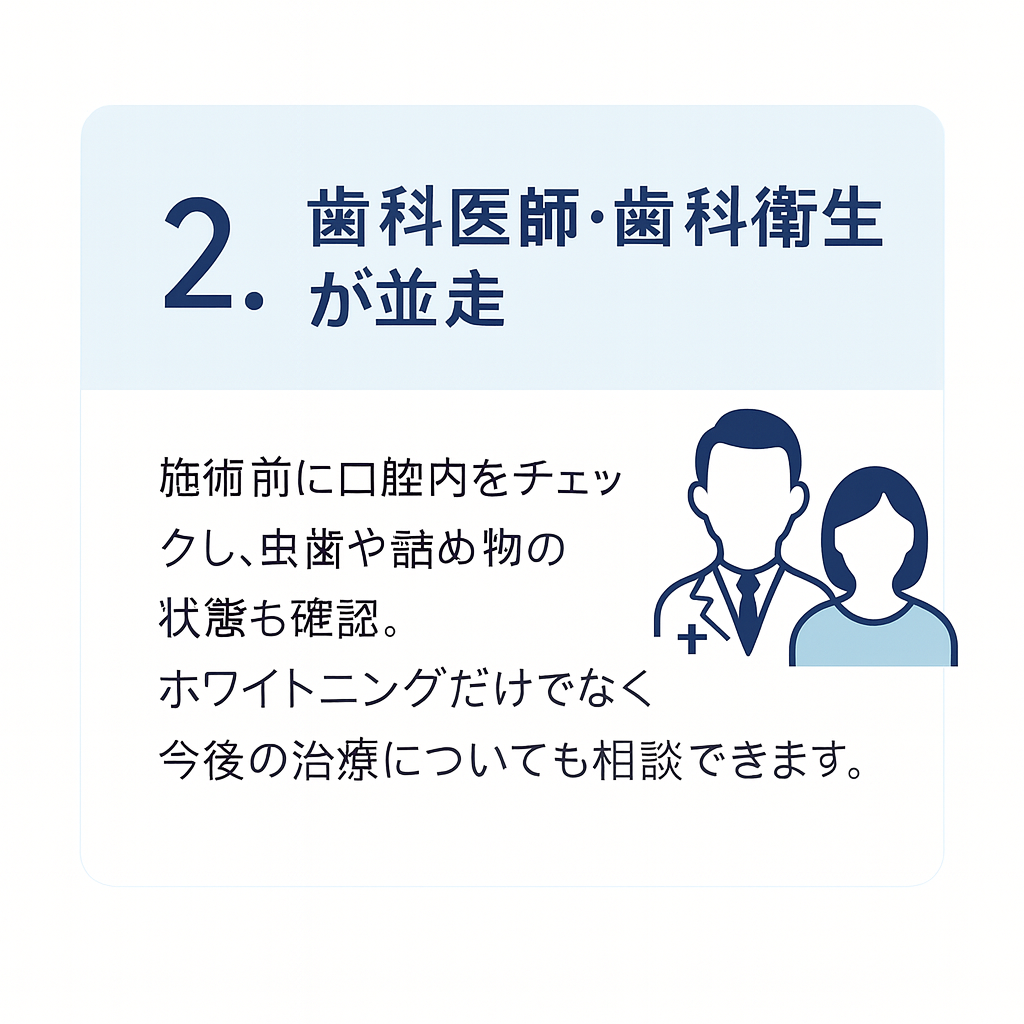 2. 歯科医師・歯科衛生
が並走
施術前に口腔内をチェッ
クし、虫歯や詰め物の
状態も確認。
ホワイトニングだけでなく
今後の治療についても相談できます。